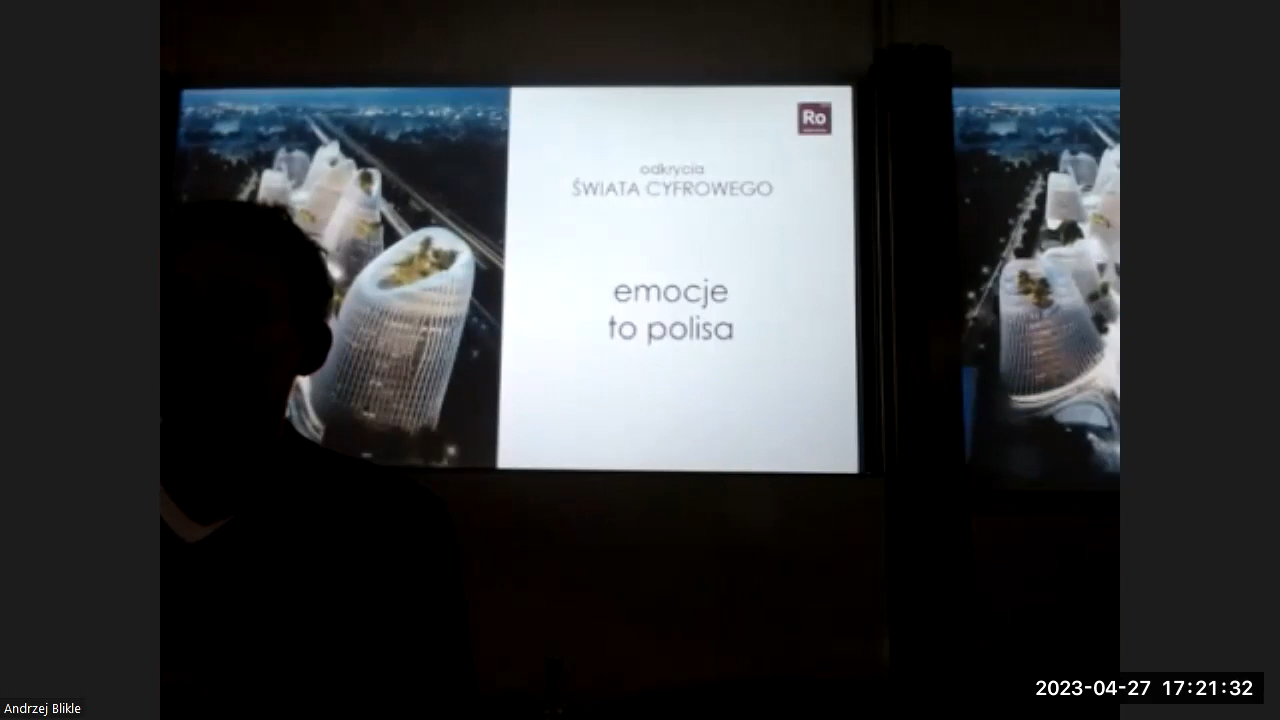 Ro
odkrycia
ŚWIATA CYFROWEGO
emocje
to polisa
Andrzej Blikle
2023-04-27 17:21:32